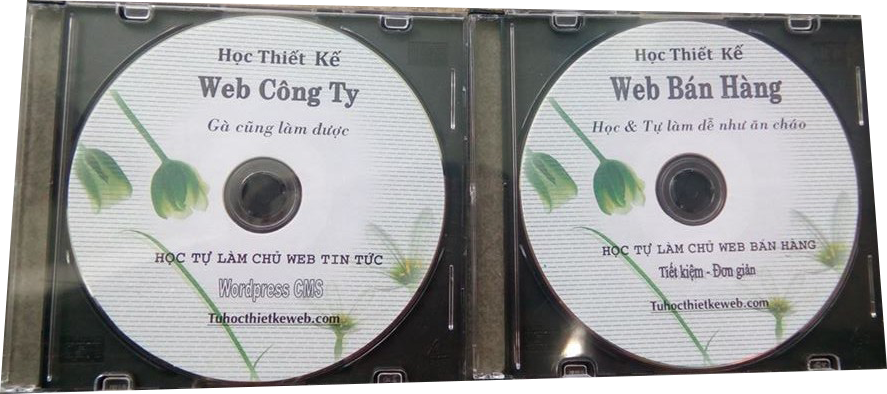 Học Thiết Kế
Web Công Ty
Gà cũng làm được
HỌC TỰ LÀM CHỦ WEB TIN TỨC
Wordpress CMS
Tuhocthietkeweb.com
Học Thiết Kế
Web Bán Hàng
Học & Tự làm dễ như ăn cháo
HỌC TỰ LÀM CHỦ WEB BÁN HÀNG
Tiết kiệm - Đơn giản
Tuhocthietkeweb.com